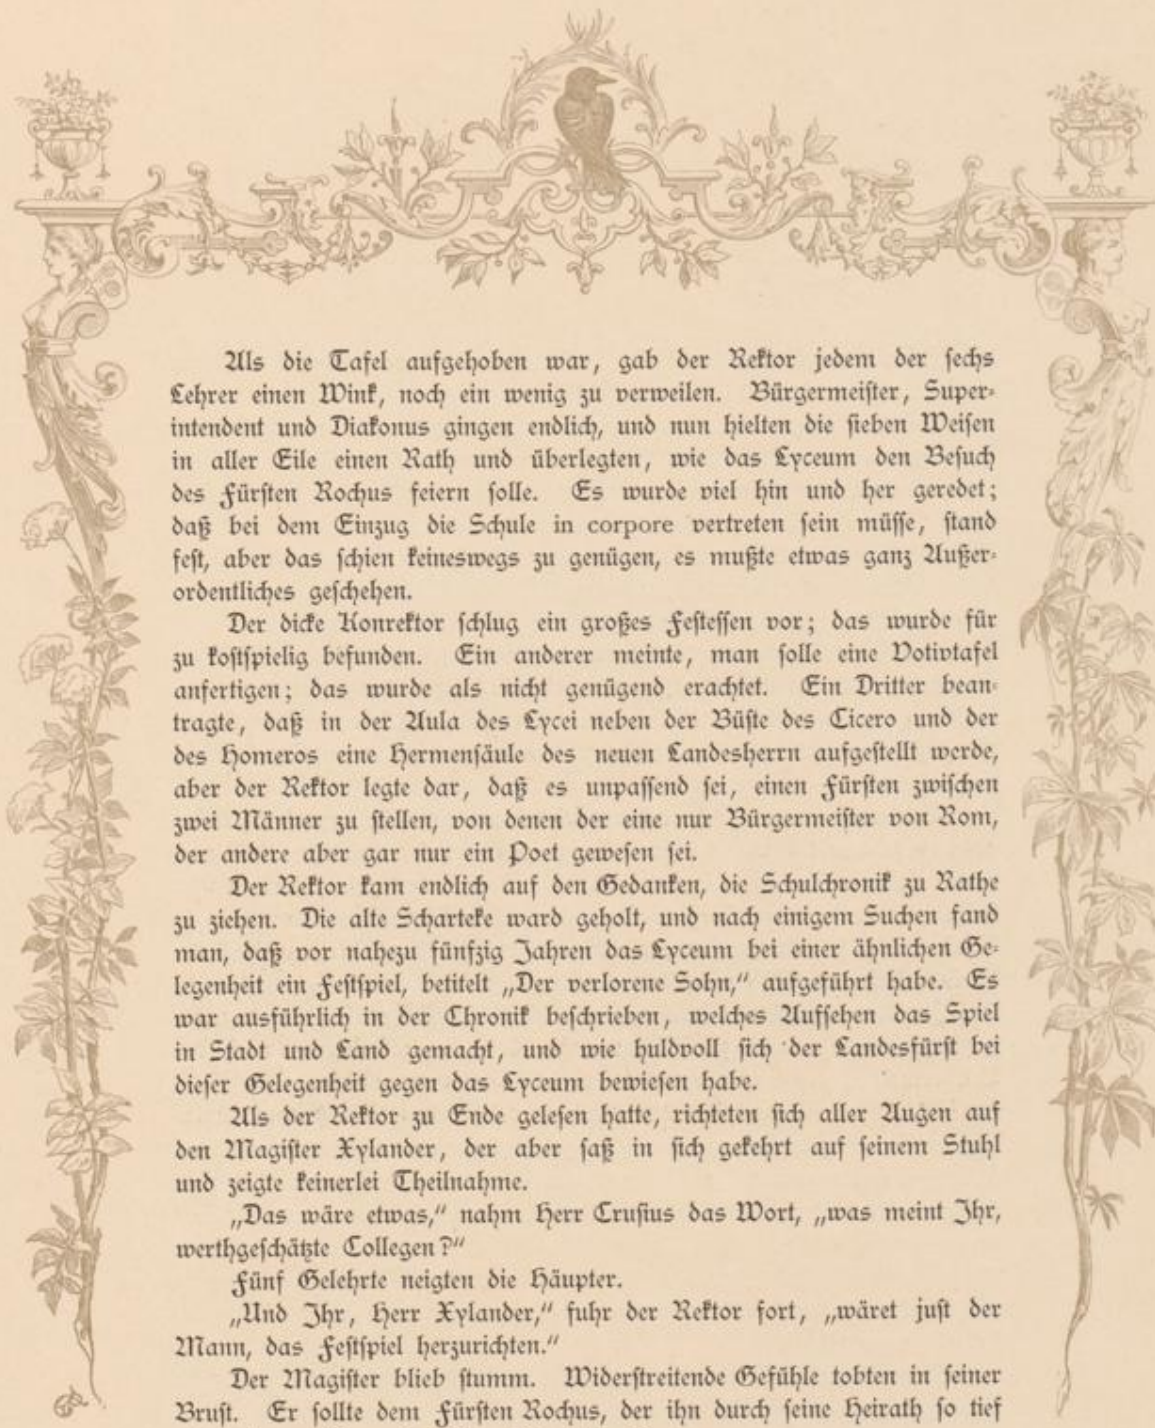 Als die Tafel aufgehoben war, gab der Rektor jedem der sechs
Lehrer einen Wink, noch ein wenig zu verweilen. Bürgermeister, Super-
intendent und Diakonus gingen endlich, und nun hielten die sieben Weisen
in aller Eile einen Rath und überlegten, wie das Lyceum den Besuch
des Fürsten Rochus feiern solle. Es wurde viel hin und her geredet;
daß bei dem Einzug die Schule in corpore vertreten sein müsse, stand
fest, aber das schien keineswegs zu genügen, es mußte etwas ganz Außer-
ordentliches geschehen.
Der dicke Konrektor schlug ein großes Festessen vor; das wurde für
zu kostspielig befunden. Ein anderer meinte, man solle eine Votivtafel
anfertigen; das wurde als nicht genügend erachtet. Ein Dritter bean-
tragte, daß in der Aula des Lycei neben der Büste des Cicero und der
des Homeros eine Hermensäule des neuen Landesherrn aufgestellt werde,
aber der Rektor legte dar, daß es unpassend sei, einen Fürsten zwischen
zwei Männer zu stellen, von denen der eine nur Bürgermeister von Rom,
der andere aber gar nur ein Poet gewesen sei.
Der Rektor kam endlich auf den Gedanken, die Schulchronik zu Rathe
zu ziehen. Die alte Scharteke ward geholt, und nach einigem Suchen fand
man, daß vor nahezu fünfzig Jahren das Lyceum bei einer ähnlichen Ge-
legenheit ein Festspiel, betitelt „Der verlorene Sohn,“ aufgeführt habe. Es
war ausführlich in der Chronik beschrieben, welches Aufsehen das Spiel
in Stadt und Land gemacht, und wie huldvoll sich der Landesfürst bei
dieser Gelegenheit gegen das Lyceum bewiesen habe.
Als der Rektor zu Ende gelesen hatte, richteten sich aller Augen auf
den Magister Xylander, der aber saß in sich gekehrt auf seinem Stuhl
und zeigte keinerlei Theilnahme.
„Das wäre etwas,“ nahm Herr Crusius das Wort, „was meint Ihr,
werthgeschätzte Collegen?“
Fünf Gelehrte neigten die Häupter.
„Und Ihr, Herr Xylander,“ fuhr der Rektor fort, „wäret just der
Mann, das Festspiel herzurichten.“
Der Magister blieb stumm. Widerstreitende Gefühle tobten in seiner
Brust. Er sollte dem Fürsten Rochus, der ihn durch seine Heirath so tief